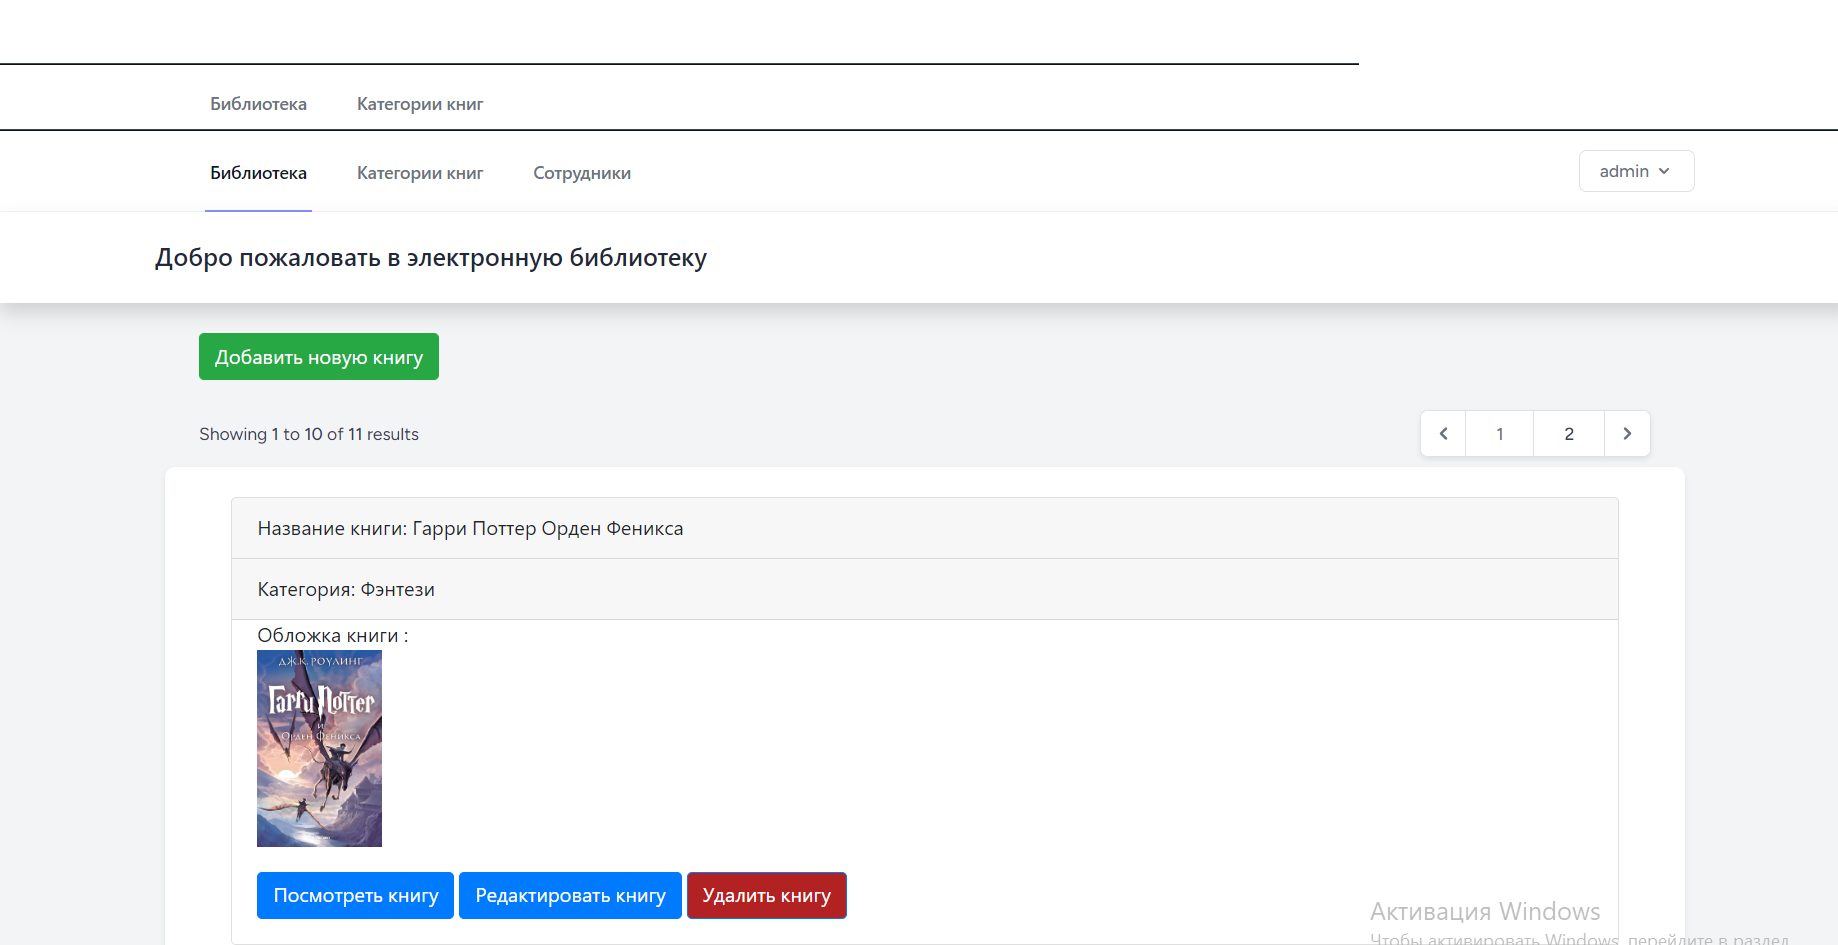 Библиотека Категории книг
Библиотека Категории книг Сотрудники admin
Добро пожаловать в электронную библиотеку
Добавить новую книгу
Showing 1 to 10 of 11 results 1 2
Название книги: Гарри Поттер Орден Феникса
Категория: Фэнтези
Обложка книги :
ДЖ.К. РОУЛИНГ
Гарри Поттер
и
Орден Феникса
Посмотреть книгу Редактировать книгу Удалить книгу
Активация Windows
Чтобы активировать Windows, перейдите в раздел